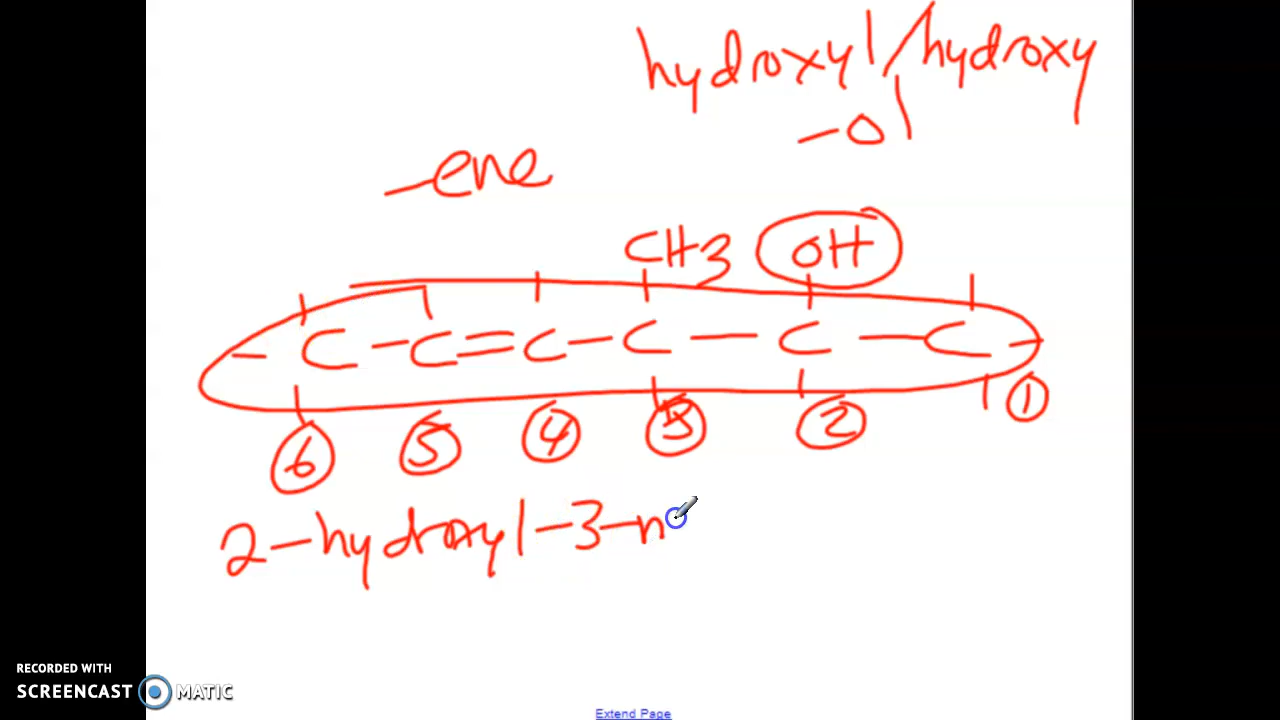 hydroxyl/hydroxy
-ol
-ene
CH3 OH
- C - C = C - C - C - C -
6 5 4 3 2 1
2-hydroxyl-3-m
RECORDED WITH
SCREENCAST MATIC
Extend Page